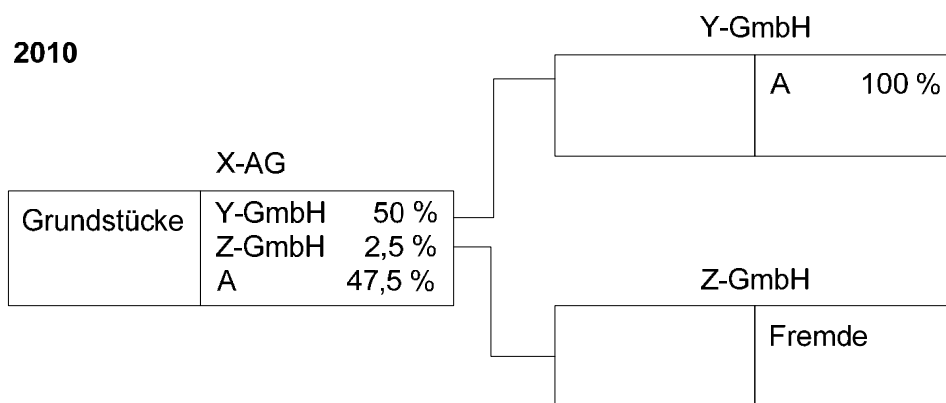 2010
Y-GmbH
A 100 %
X-AG
Grundstücke
Y-GmbH 50 %
Z-GmbH 2,5 %
A 47,5 %
Z-GmbH
Fremde